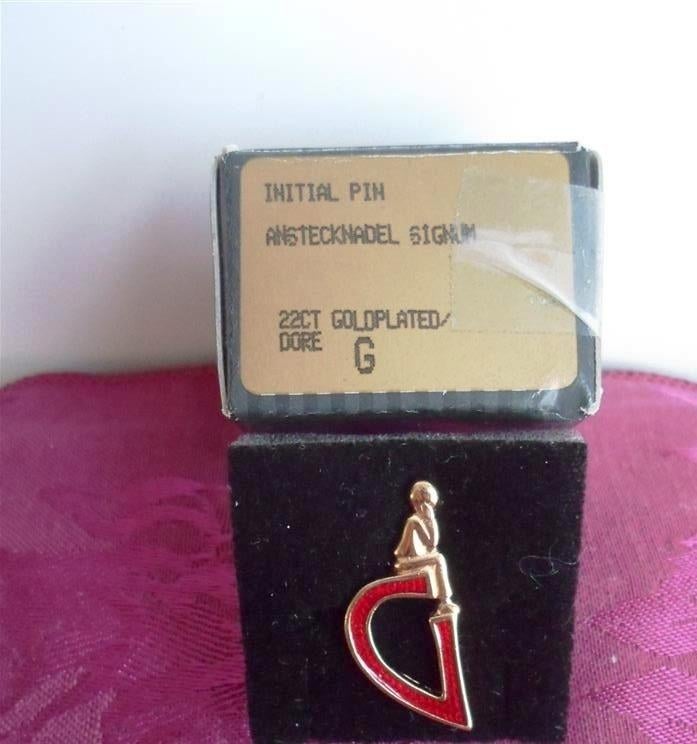 INITIAL PIN
ANSTECKNADEL SIGNUM
22CT GOLDPLATED/
DORE G